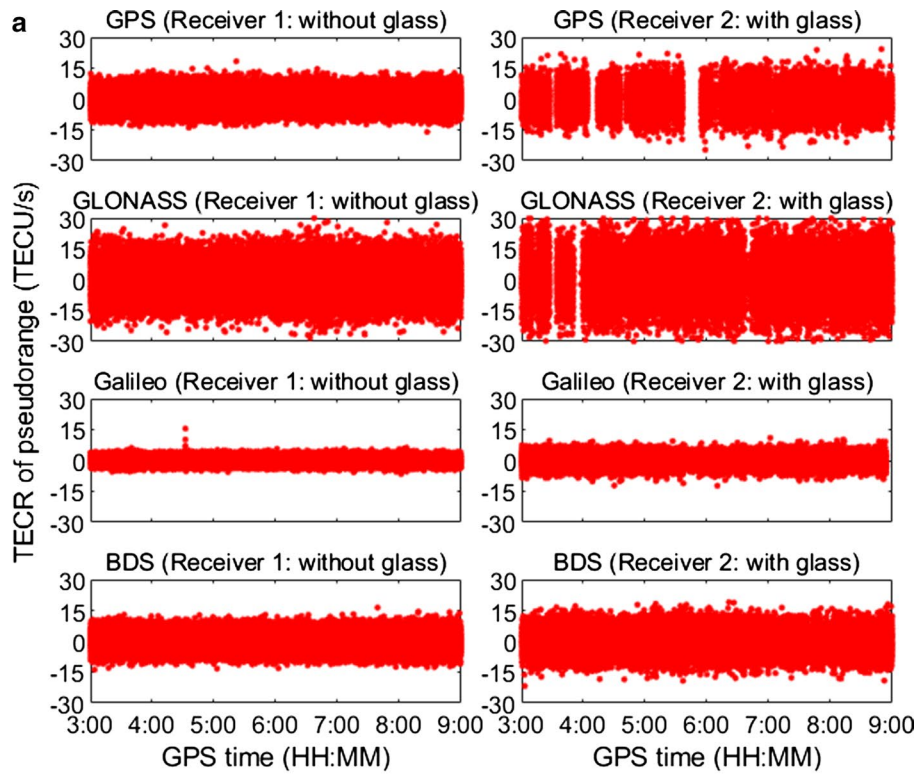 a
GPS (Receiver 1: without glass)
GPS (Receiver 2: with glass)
30
15
0
-15
-30
30
15
0
-15
-30
GLONASS (Receiver 1: without glass)
GLONASS (Receiver 2: with glass)
30
15
0
-15
-30
30
15
0
-15
-30
TECR of pseudorange (TECU/s)
Galileo (Receiver 1: without glass)
Galileo (Receiver 2: with glass)
30
15
0
-15
-30
30
15
0
-15
-30
BDS (Receiver 1: without glass)
BDS (Receiver 2: with glass)
30
15
0
-15
-30
30
15
0
-15
-30
3:00 4:00 5:00 6:00 7:00 8:00 9:00
3:00 4:00 5:00 6:00 7:00 8:00 9:00
GPS time (HH:MM)
GPS time (HH:MM)